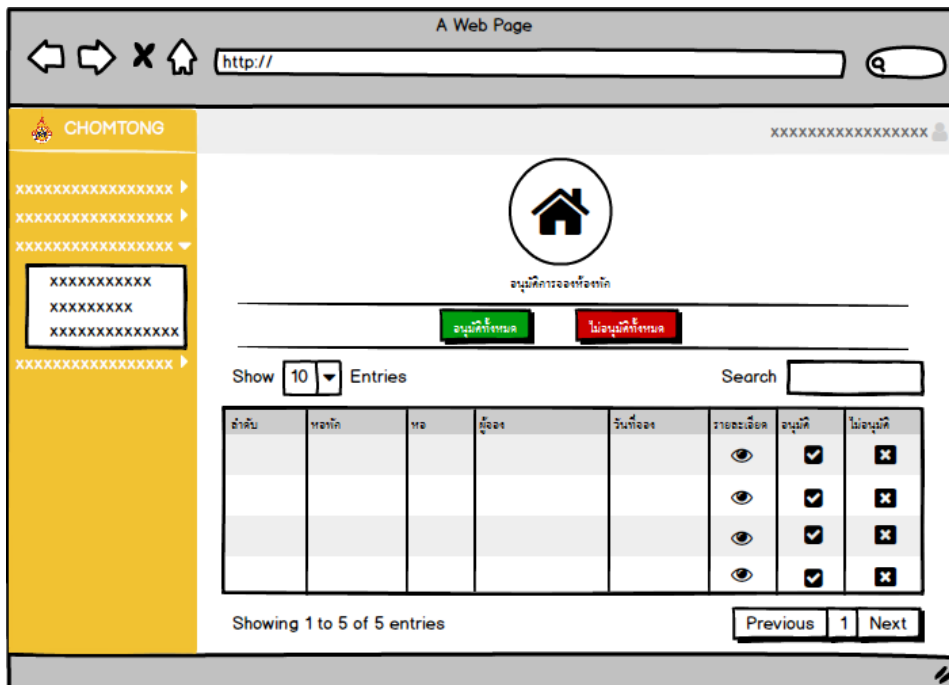 A Web Page
http://
CHOMTONG
xxxxxxxxxxxxxxxxx
xxxxxxxxxxxxxxxxx
xxxxxxxxxxxxxxxxx
xxxxxxxxxxxxxxxxx
xxxxxxxxxxx
xxxxxxxxx
xxxxxxxxxxxxxx
xxxxxxxxxxxxxxxxx
อนุมัติการจองห้องพัก
อนุมัติทั้งหมด ไม่อนุมัติทั้งหมด
Show 10 Entries Search
ลำดับ หอพัก หอ ผู้จอง วันที่จอง รายละเอียด อนุมัติ ไม่อนุมัติ
Showing 1 to 5 of 5 entries Previous 1 Next